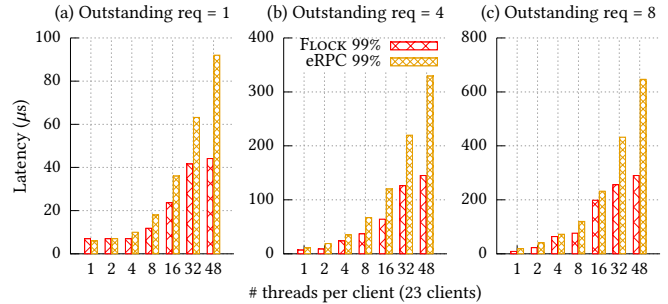 (a) Outstanding req = 1
(b) Outstanding req = 4
(c) Outstanding req = 8
Latency (µs)
100
80
60
40
20
0
400
300
200
100
0
800
600
400
200
0
FLOCK 99%
eRPC 99%
1 2 4 8 16 32 48
1 2 4 8 16 32 48
1 2 4 8 16 32 48
# threads per client (23 clients)